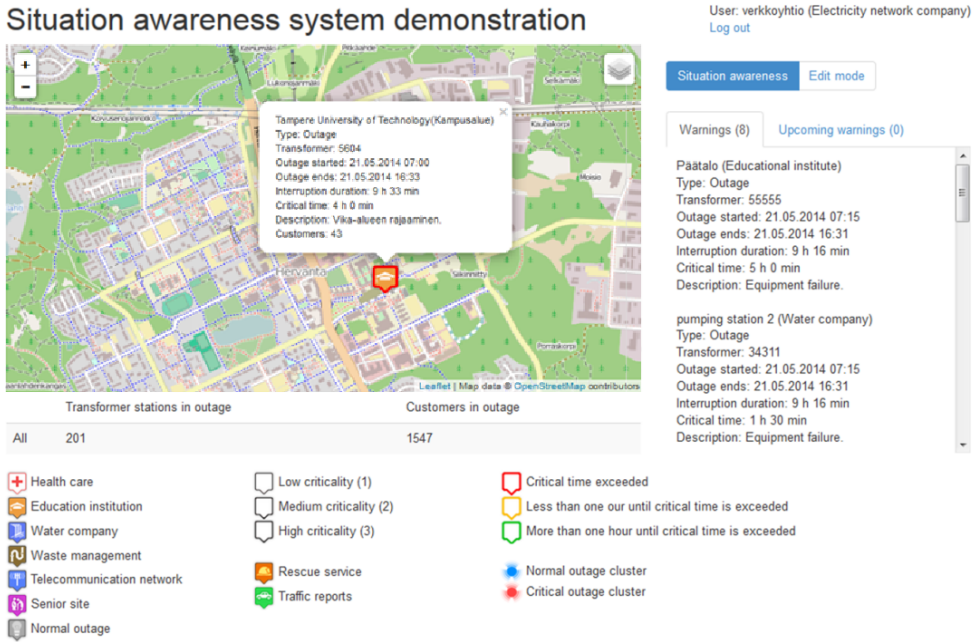 Situation awareness system demonstration
User: verkkoyhtio (Electricity network company)
Log out
+
-
Situation awareness
Edit mode
Warnings (8)
Upcoming warnings (0)
Lukonmäki
Selkämäki
Kauhakorpi
Moisio
Hervanta
Tampere University of Technology(Kampusalue)
Type: Outage
Transformer: 5604
Outage started: 21.05.2014 07:00
Outage ends: 21.05.2014 16:33
Interruption duration: 9 h 33 min
Critical time: 4 h 0 min
Description: Vika-alueen rajaaminen.
Customers: 43
Leaflet | Map data © OpenStreetMap contributors
Päätalo (Educational institute)
Type: Outage
Transformer: 55555
Outage started: 21.05.2014 07:15
Outage ends: 21.05.2014 16:31
Interruption duration: 9 h 16 min
Critical time: 5 h 0 min
Description: Equipment failure.
pumping station 2 (Water company)
Type: Outage
Transformer: 34311
Outage started: 21.05.2014 07:15
Outage ends: 21.05.2014 16:31
Interruption duration: 9 h 16 min
Critical time: 1 h 30 min
Description: Equipment failure.
Transformer stations in outage
Customers in outage
All 201 1547
Health care
Education institution
Water company
Waste management
Telecommunication network
Senior site
Normal outage
Low criticality (1)
Medium criticality (2)
High criticality (3)
Rescue service
Traffic reports
Critical time exceeded
Less than one our until critical time is exceeded
More than one hour until critical time is exceeded
Normal outage cluster
Critical outage cluster